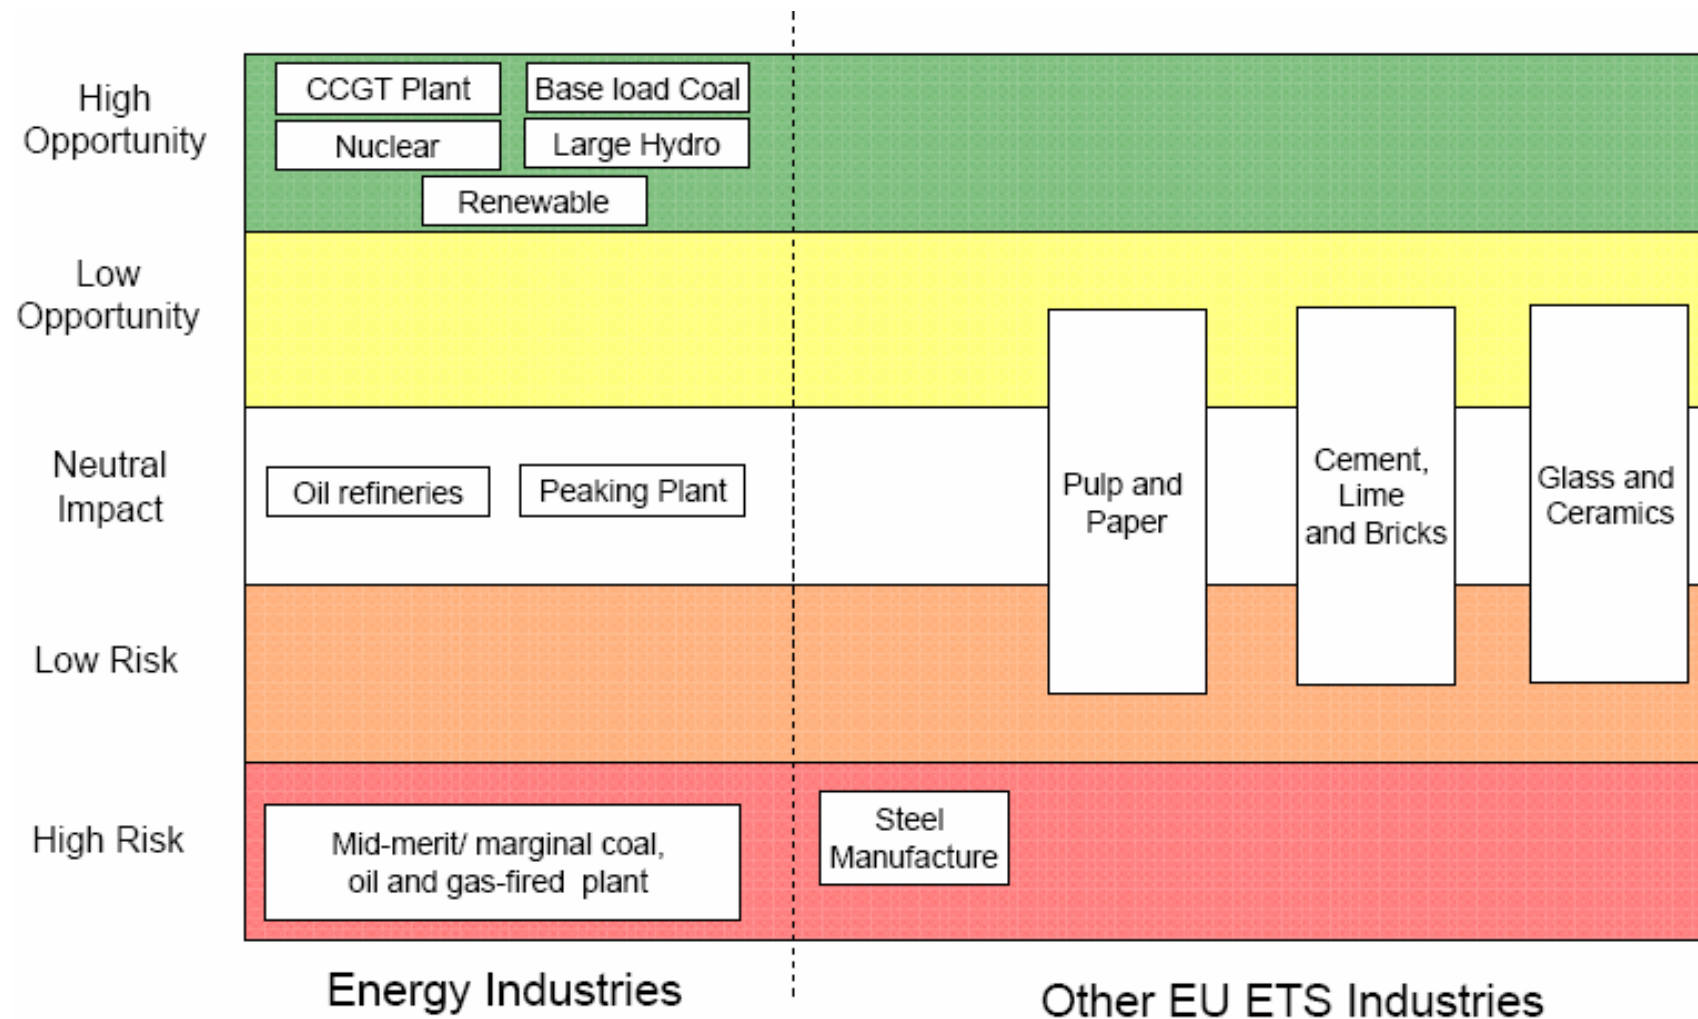 High
Opportunity
CCGT Plant
Base load Coal
Nuclear
Large Hydro
Renewable
Low
Opportunity
Neutral
Impact
Oil refineries
Peaking Plant
Pulp and
Paper
Cement,
Lime
and Bricks
Glass and
Ceramics
Low Risk
High Risk
Mid-merit/ marginal coal,
oil and gas-fired plant
Steel
Manufacture
Energy Industries
Other EU ETS Industries